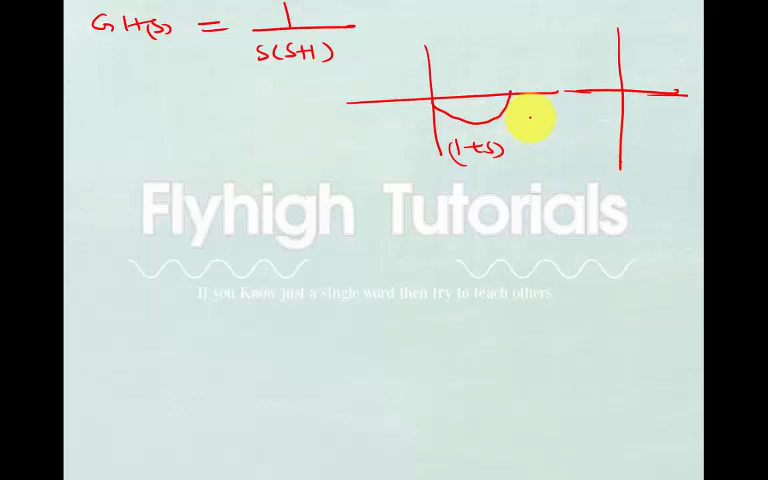 GH(s) = 1
s(s+1)
(1+s)
Flyhigh Tutorials
If you Know just a single word then try to teach others